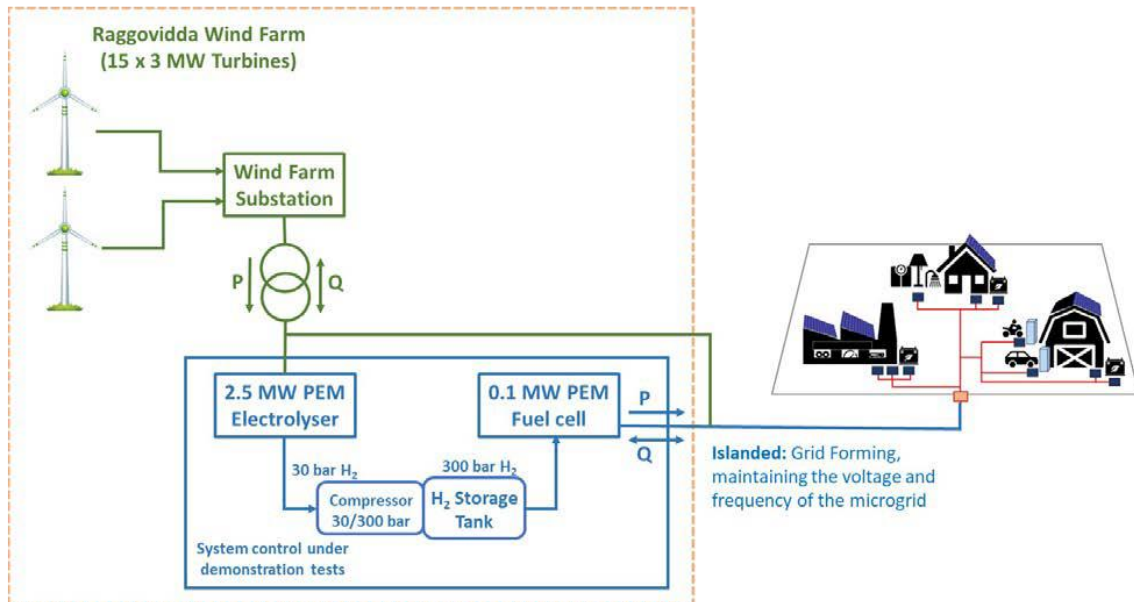 Raggovidda Wind Farm
(15 x 3 MW Turbines)
Wind Farm
Substation
P
Q
2.5 MW PEM
Electrolyser
0.1 MW PEM
Fuel cell
P
Q
30 bar H₂
300 bar H₂
Compressor
30/300 bar
H₂ Storage
Tank
System control under
demonstration tests
Islanded: Grid Forming,
maintaining the voltage and
frequency of the microgrid